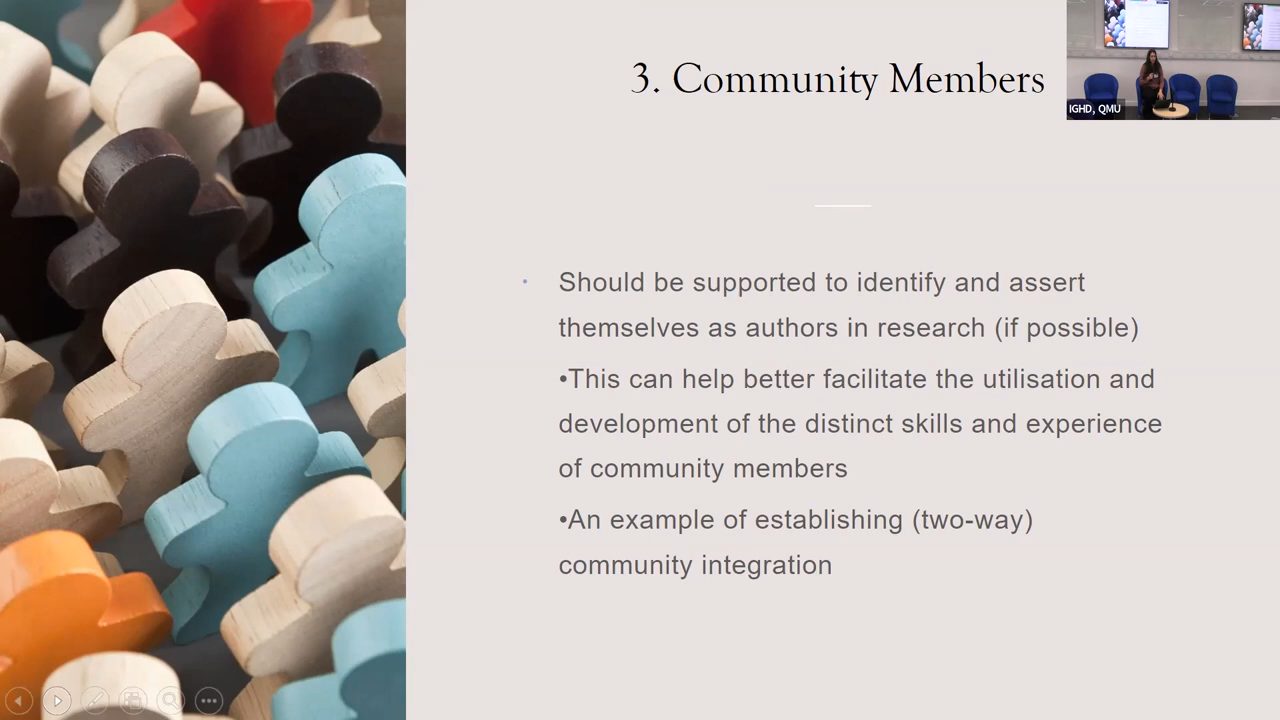 3. Community Members
IGHD, QMU
Should be supported to identify and assert
themselves as authors in research (if possible)
•This can help better facilitate the utilisation and
development of the distinct skills and experience
of community members
•An example of establishing (two-way)
community integration